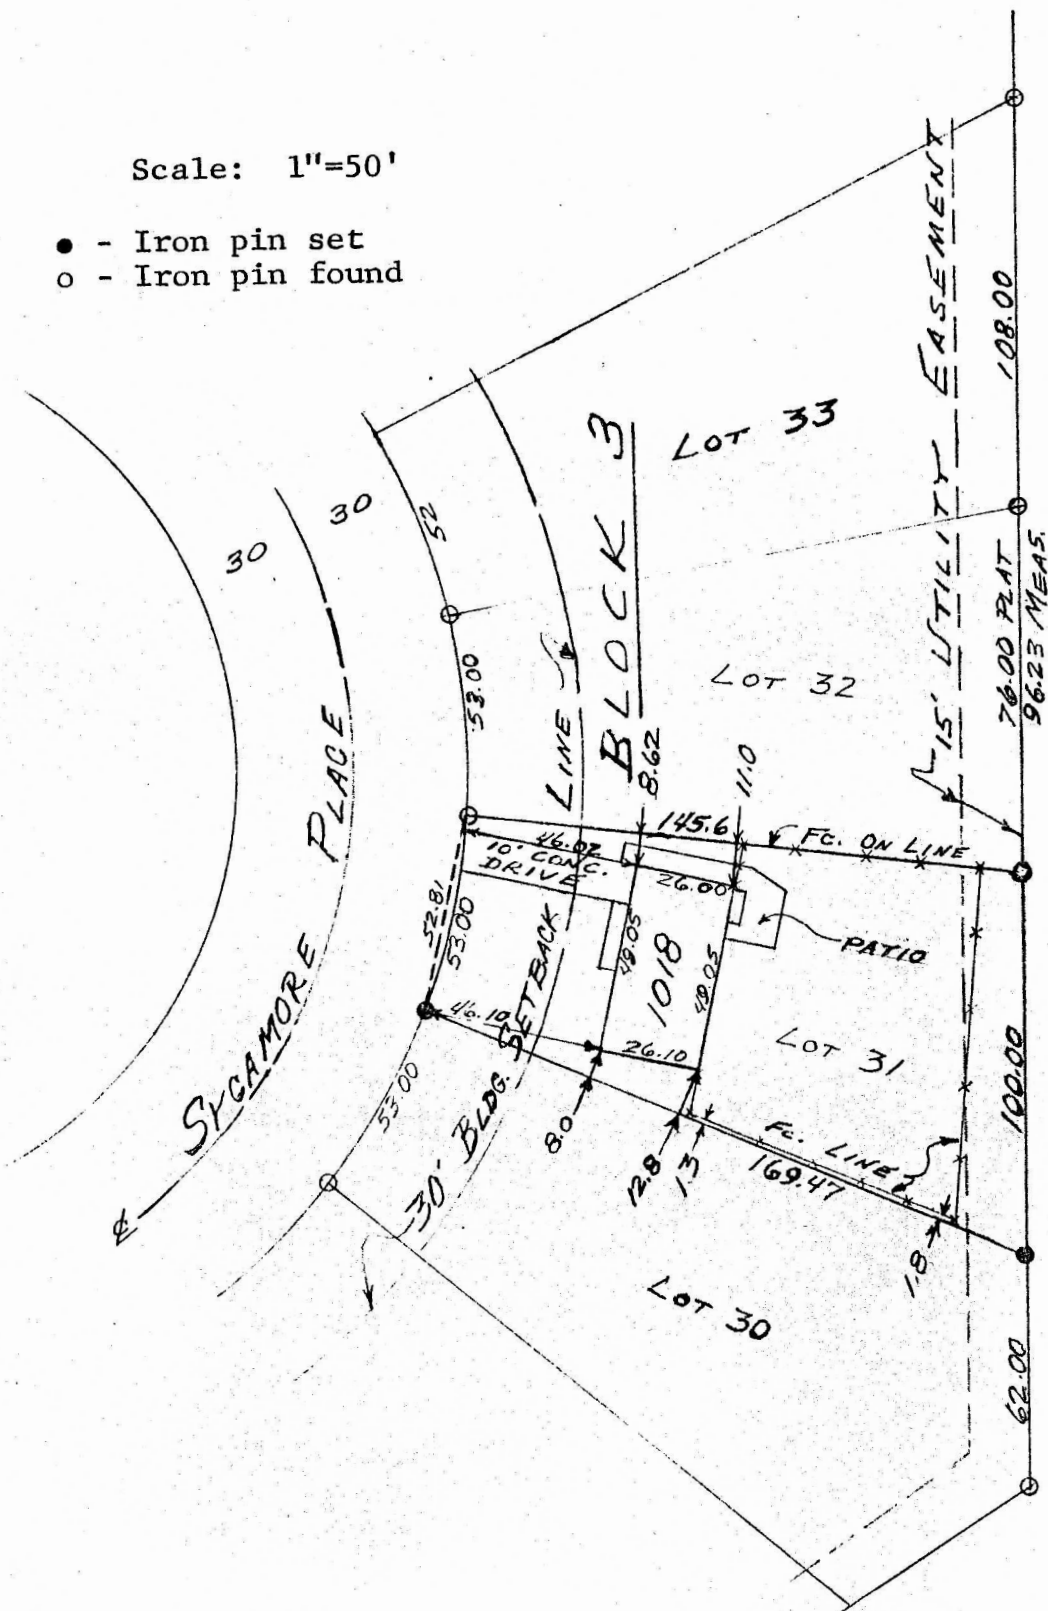 Scale: 1"=50'
● - Iron pin set
o - Iron pin found
108.00
15' UTILITY EASEMENT
LOT 33
BLOCK 3
30
30
52
53.00
LOT 32
76.00 PLAT
96.23 MEAS.
8.62
11.0
145.6
FC. ON LINE
46.02
10' CONC.
DRIVE
26.00
52.81
53.00
49.05
1018
49.05
PATIO
46.10
26.10
LOT 31
100.00
SYCAMORE PLACE
30' BLDG. SETBACK LINE
53.00
8.0
12.8
1.3
FC. LINE
169.47
1.8
LOT 30
62.00
℄